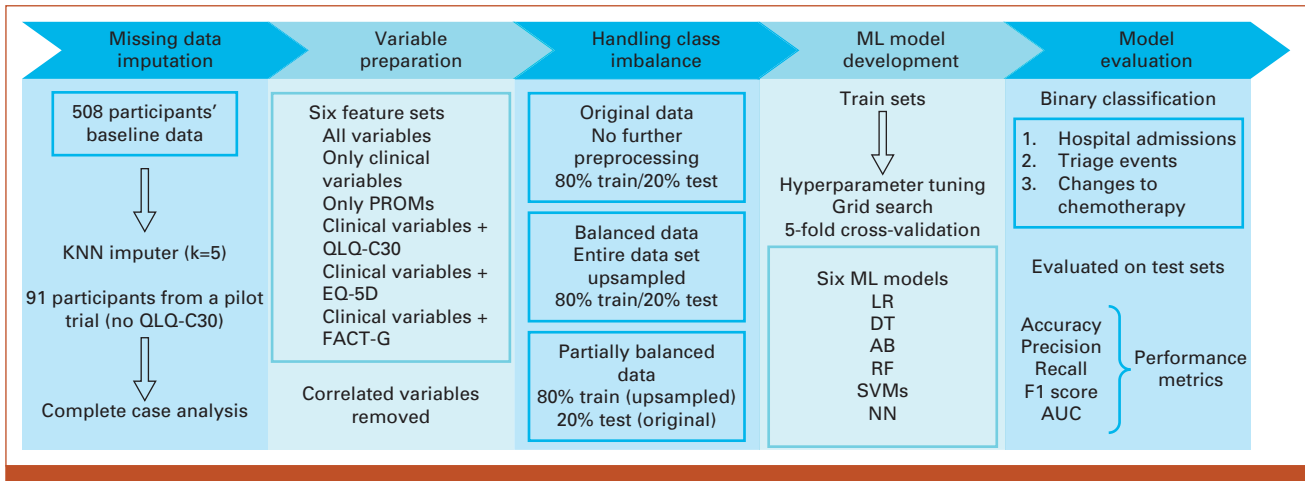 Missing data
imputation
508 participants'
baseline data
KNN imputer (k=5)
91 participants from a pilot
trial (no QLQ-C30)
Complete case analysis
Variable
preparation
Six feature sets
All variables
Only clinical
variables
Only PROMs
Clinical variables +
QLQ-C30
Clinical variables +
EQ-5D
Clinical variables +
FACT-G
Correlated variables
removed
Handling class
imbalance
Original data
No further
preprocessing
80% train/20% test
Balanced data
Entire data set
upsampled
80% train/20% test
Partially balanced
data
80% train (upsampled)
20% test (original)
ML model
development
Train sets
Hyperparameter tuning
Grid search
5-fold cross-validation
Six ML models
LR
DT
AB
RF
SVMs
NN
Model
evaluation
Binary classification
1. Hospital admissions
2. Triage events
3. Changes to
chemotherapy
Evaluated on test sets
Accuracy
Precision
Recall
F1 score
AUC
Performance
metrics